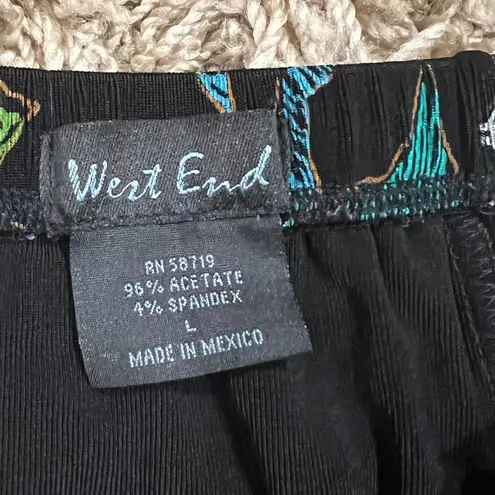 West End
RN 58719
96% ACETATE
4% SPANDEX
L
MADE IN MEXICO